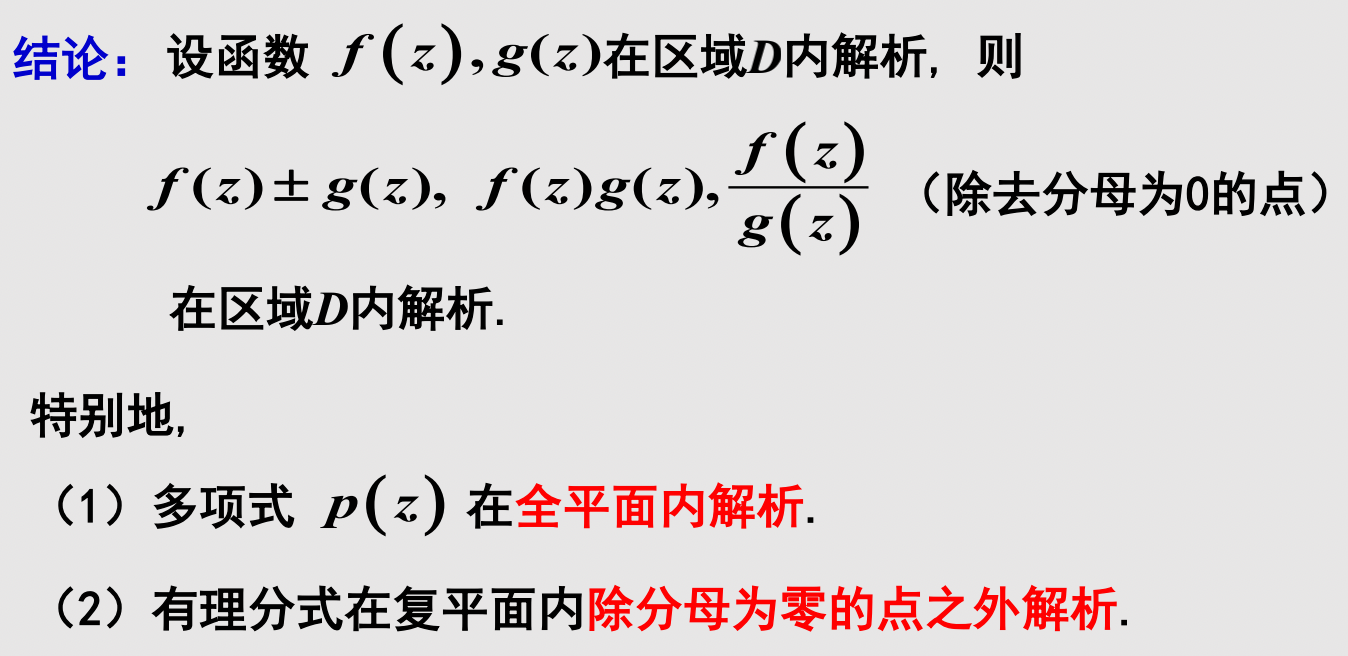 结论： 设函数 f(z),g(z)在区域D内解析, 则
f(z)±g(z), f(z)g(z), f(z)/g(z) （除去分母为0的点）
在区域D内解析.
特别地,
（1）多项式 p(z) 在全平面内解析.
（2）有理分式在复平面内除分母为零的点之外解析.